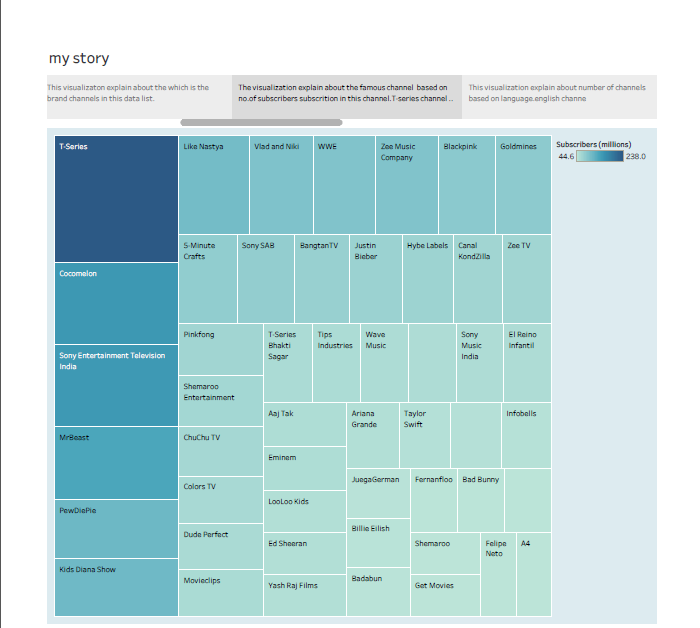 my story
This visualizaton explain about the which is the
brand channels in this data list.
The visualization explain about the famous channel  based on
no.of subscribers subscrition in this channel.T-series channel ..
This visualization explain about number of channels
based on language.english channe
T-Series
Like Nastya
Vlad and Niki
WWE
Zee Music
Company
Blackpink
Goldmines
Subscribers (millions)
44.6
238.0
5-Minute
Crafts
Sony SAB
BangtanTV
Justin
Bieber
Hybe Labels
Canal
KondZilla
Zee TV
Cocomelon
Pinkfong
T-Series
Bhakti
Sagar
Tips
Industries
Wave
Music
Sony
Music
India
El Reino
Infantil
Sony Entertainment Television
India
Shemaroo
Entertainment
Aaj Tak
Ariana
Grande
Taylor
Swift
Infobells
MrBeast
ChuChu TV
Eminem
JuegaGerman
Fernanfloo
Bad Bunny
Colors TV
LooLoo Kids
PewDiePie
Billie Eilish
Dude Perfect
Ed Sheeran
Shemaroo
Felipe
Neto
A4
Kids Diana Show
Movieclips
Yash Raj Films
Badabun
Get Movies